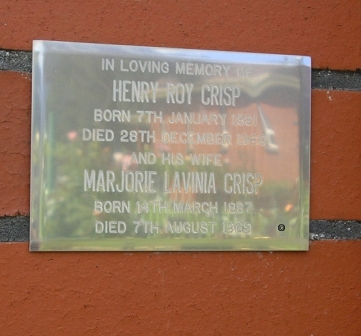 IN LOVING MEMORY OF
HENRY ROY CRISP
BORN 7TH JANUARY
DIED 28TH DECEMBER
AND HIS WIFE
MARJORIE LAVINIA CRISP
BORN 14TH MARCH
DIED 7TH AUGUST